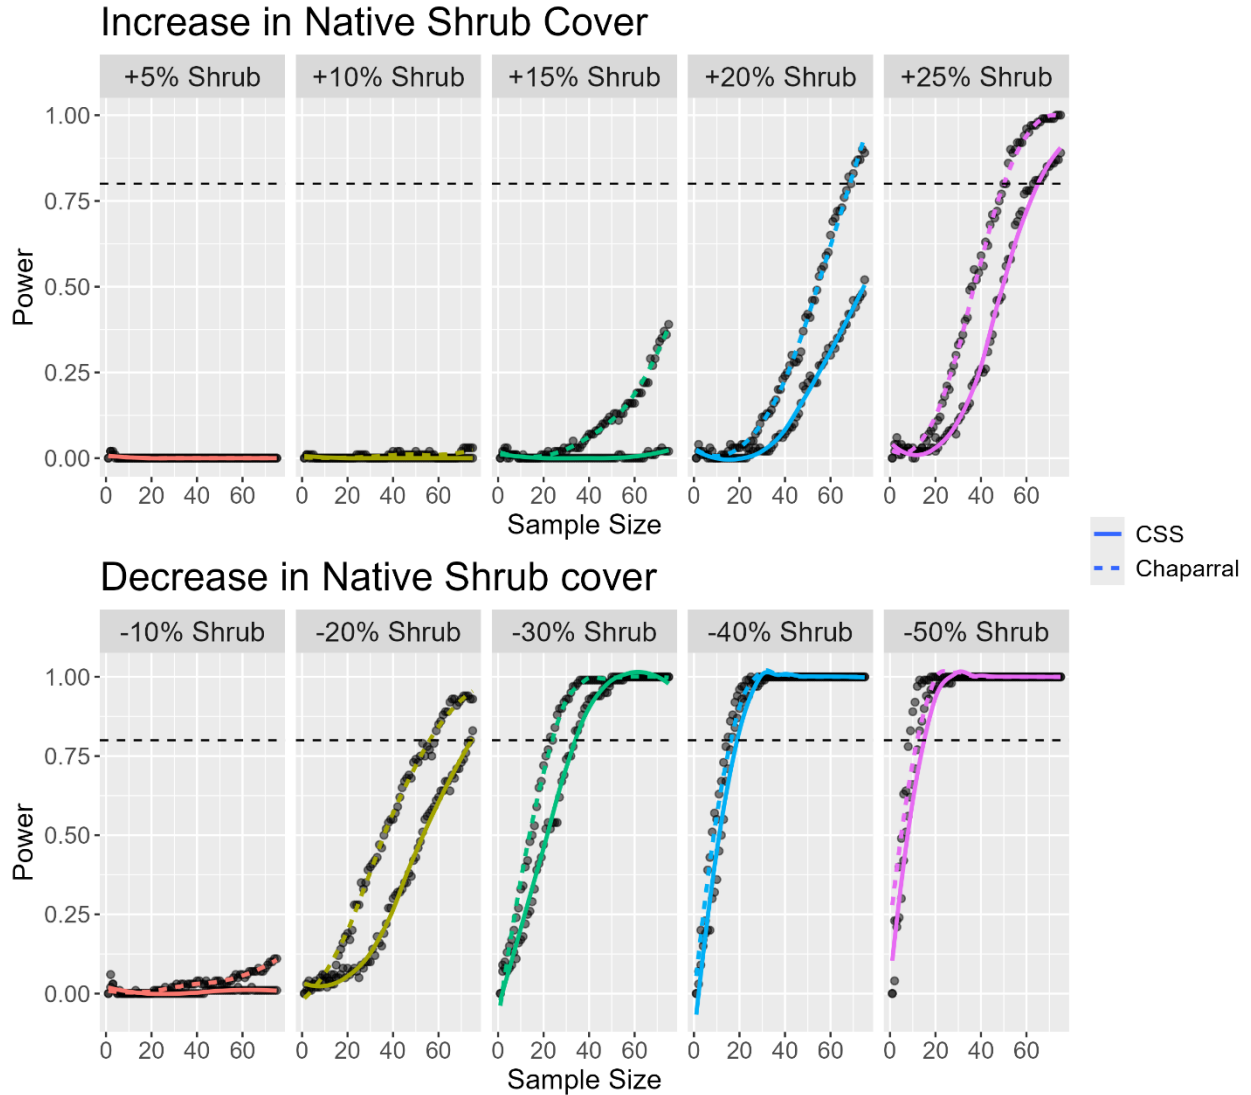 Increase in Native Shrub Cover
+5% Shrub +10% Shrub +15% Shrub +20% Shrub +25% Shrub
1.00
0.75
0.50
0.25
0.00
Power
0 20 40 60 0 20 40 60 0 20 40 60 0 20 40 60 0 20 40 60
Sample Size
CSS
Chaparral
Decrease in Native Shrub cover
-10% Shrub -20% Shrub -30% Shrub -40% Shrub -50% Shrub
1.00
0.75
0.50
0.25
0.00
Power
0 20 40 60 0 20 40 60 0 20 40 60 0 20 40 60 0 20 40 60
Sample Size